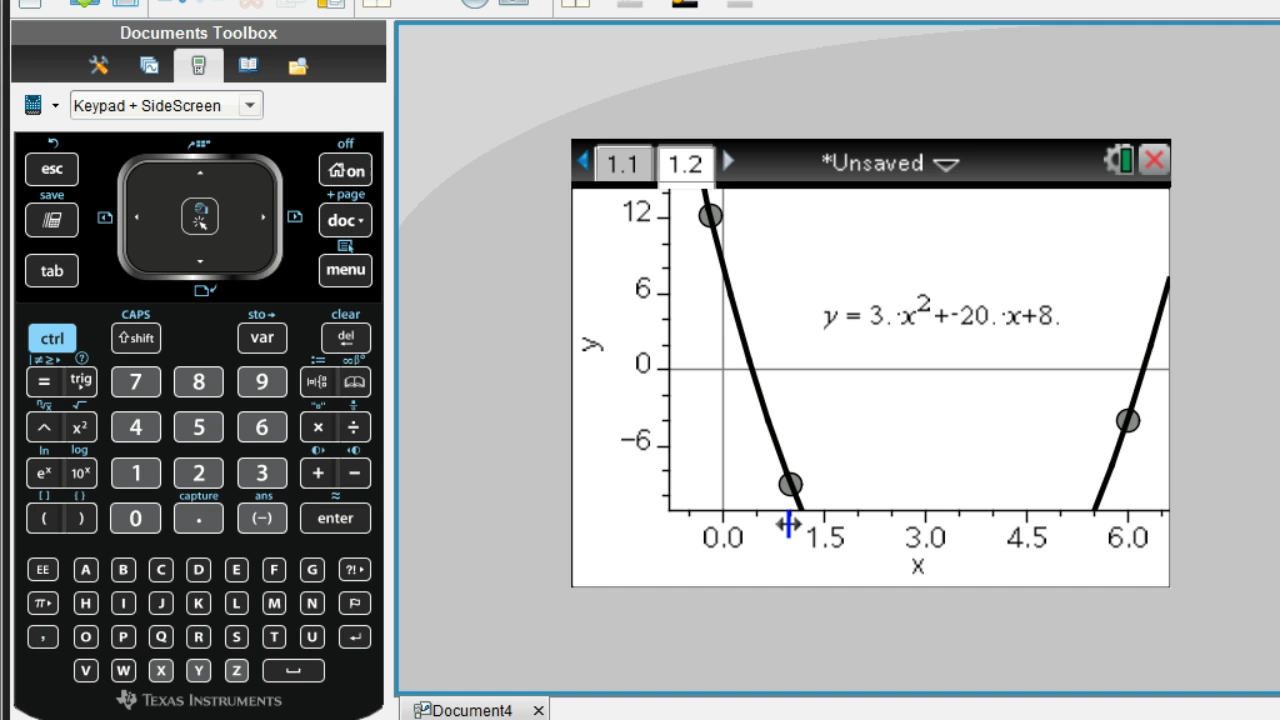 Documents Toolbox
Keypad + SideScreen
off
esc
on
save
+ page
doc
tab
menu
CAPS
sto→
clear
ctrl
⇧shift
var
del
|≠≥▸
:=
∞β°
= trig 7 8 9
ⁿ√x √
"▫"
^ x² 4 5 6 × ÷
ln log
eˣ 10ˣ 1 2 3 + −
[ ] { } capture ans ≈
( ) 0 . (−) enter
EE A B C D E F G ?!▸
π▸ H I J K L M N
, O P Q R S T U
V W X Y Z
TEXAS INSTRUMENTS
1.1 1.2 *Unsaved
12
6
0
−6
y
y = 3.·x²+-20.·x+8.
0.0 1.5 3.0 4.5 6.0
x
Document4